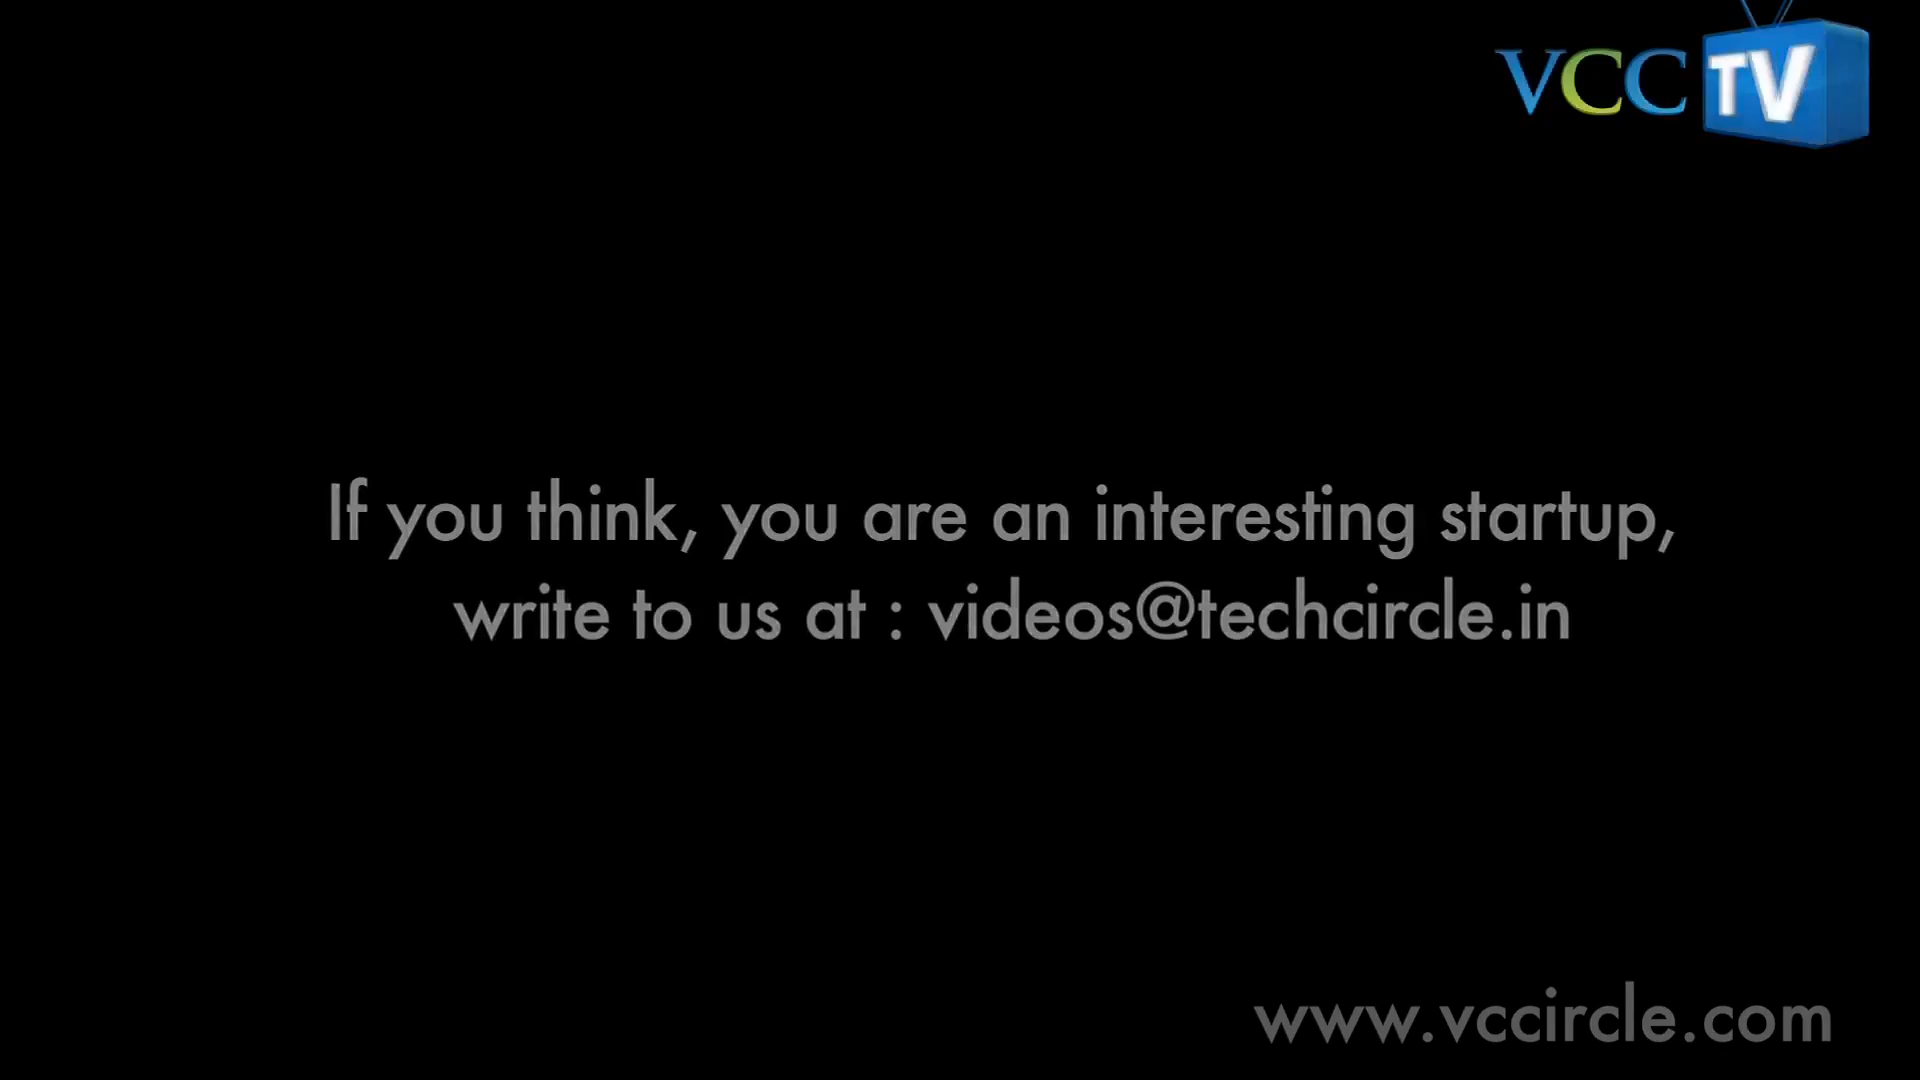 VCC TV
If you think, you are an interesting startup,
write to us at : videos@techcircle.in
www.vccircle.com